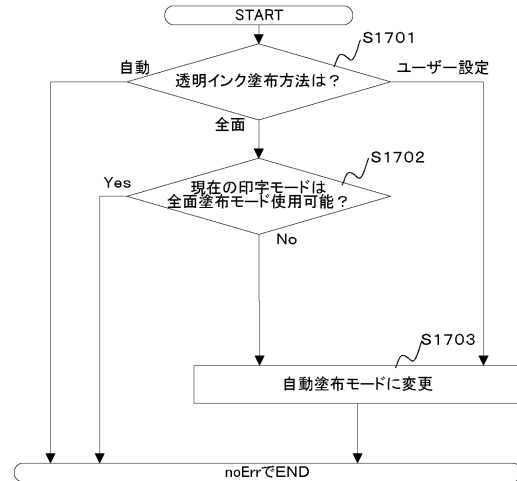 START
S1701
自動
透明インク塗布方法は？
ユーザー設定
全面
S1702
Yes
現在の印字モードは
全面塗布モード使用可能？
No
S1703
自動塗布モードに変更
noErrでEND